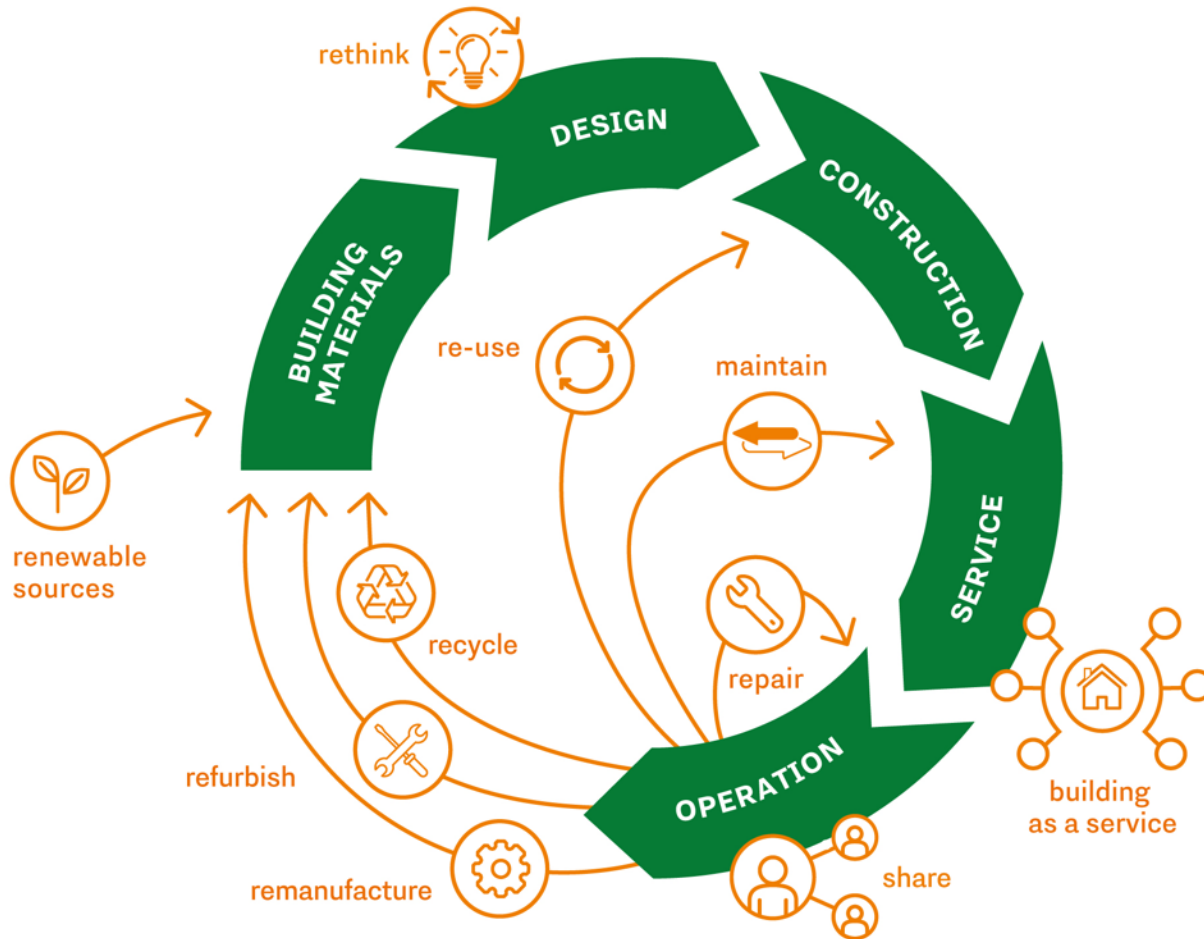 rethink
DESIGN
CONSTRUCTION
BUILDING
MATERIALS
re-use
maintain
renewable
sources
SERVICE
recycle
repair
refurbish
OPERATION
building
as a service
remanufacture
share